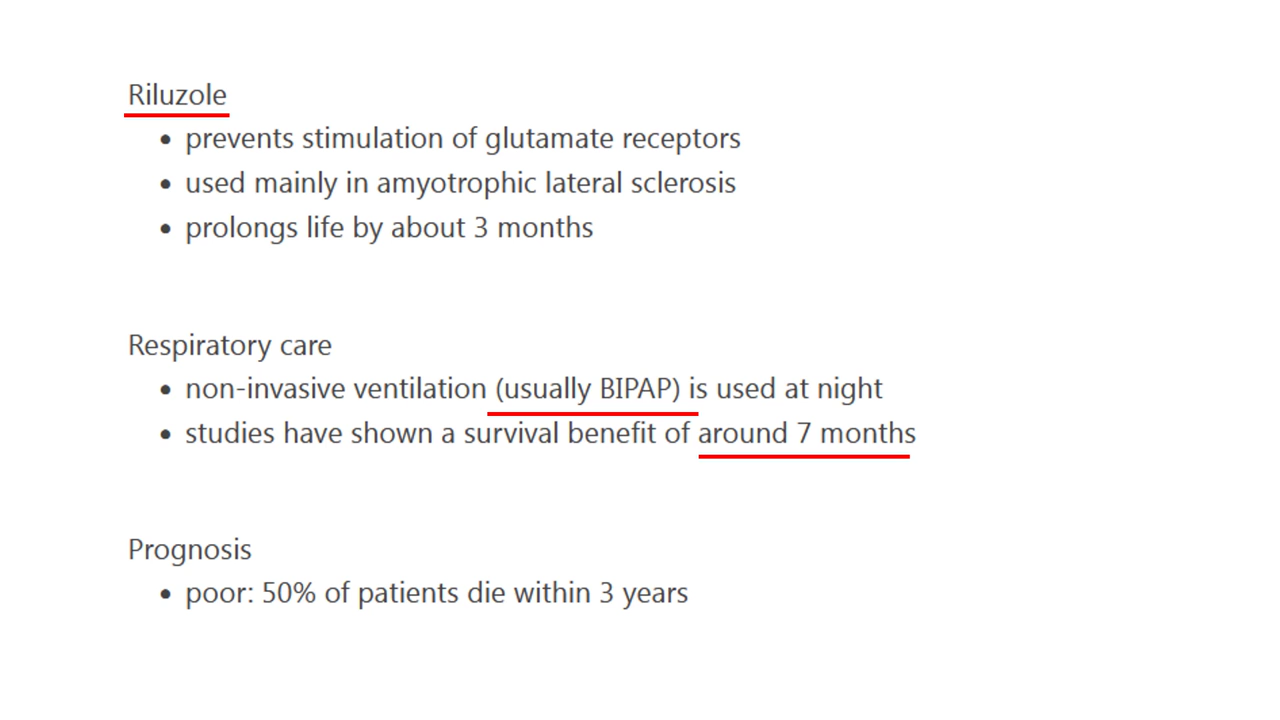 Riluzole
• prevents stimulation of glutamate receptors
• used mainly in amyotrophic lateral sclerosis
• prolongs life by about 3 months
Respiratory care
• non-invasive ventilation (usually BIPAP) is used at night
• studies have shown a survival benefit of around 7 months
Prognosis
• poor: 50% of patients die within 3 years